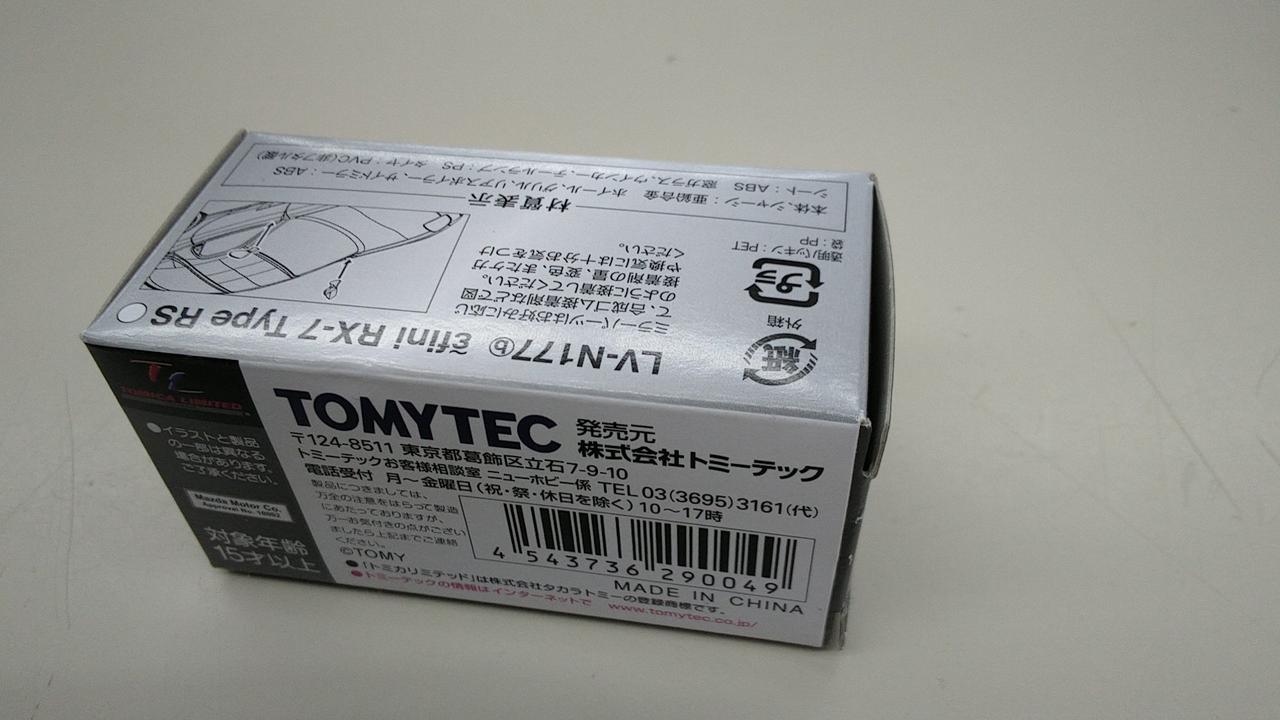 LV-N177ⓑ ε̃fini RX-7 Type RS
ミラーパーツはお好みに応じ
て、合成ゴム接着剤などで図
のように接着してください。
接着剤の量、変色、またケガ
や換気には十分お気をつけ
ください。
材質表示
本体、シャーシ：亜鉛合金 ホイール、グリル、リアスポイラー、サイドミラー：ABS
シート：ABS 窓ガラス、ウインカー、テールランプ：PS タイヤ：PVC(非フタル酸)
紙
外箱
プラ
透明パッキン：PET
袋：PP
TOMICA LIMITED
●イラストと製品
の一部は異なる
場合があります。
ご了承ください。
Mazda Motor Co.
対象年齢
15才以上
TOMYTEC 発売元
株式会社トミーテック
〒124-8511 東京都葛飾区立石7-9-10
トミーテックお客様相談室 ニューホビー係 TEL 03(3695)3161(代)
電話受付 月～金曜日(祝・祭・休日を除く) 10～17時
製品につきましては、
万全の注意をはらって製造
にあたっておりますが、
万一お気付きの点がござい
ましたら上記までご連絡
ください。
©TOMY
4 543736 290049
MADE IN CHINA
●「トミカリミテッド」は株式会社タカラトミーの登録商標です。
●トミーテックの情報はインターネットで www.tomytec.co.jp/